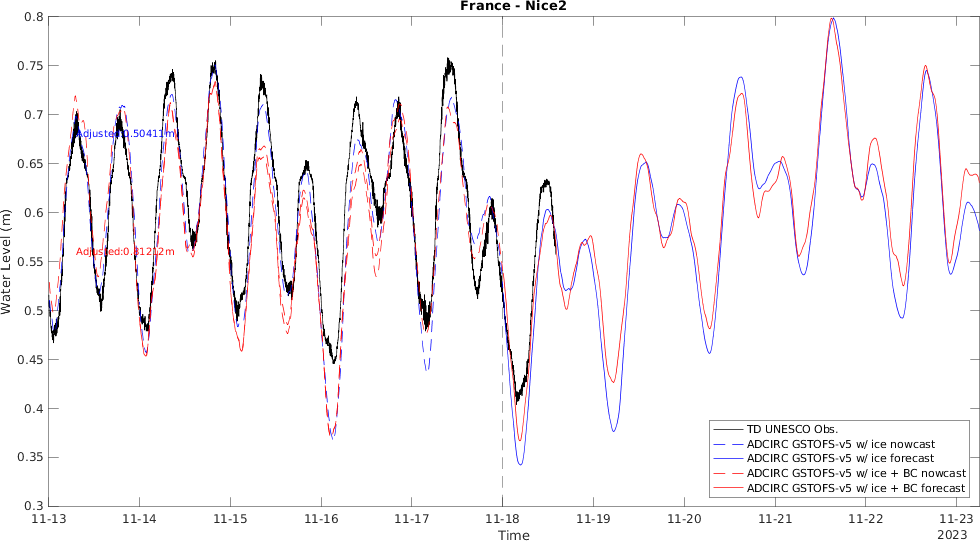 France - Nice2
0.8
0.75
0.7
0.65
0.6
0.55
0.5
0.45
0.4
0.35
0.3
Water Level (m)
Adjusted:0.50411m
Adjusted:0.31212m
TD UNESCO Obs.
ADCIRC GSTOFS-v5 w/ ice nowcast
ADCIRC GSTOFS-v5 w/ ice forecast
ADCIRC GSTOFS-v5 w/ ice + BC nowcast
ADCIRC GSTOFS-v5 w/ ice + BC forecast
11-13 11-14 11-15 11-16 11-17 11-18 11-19 11-20 11-21 11-22 11-23
Time
2023